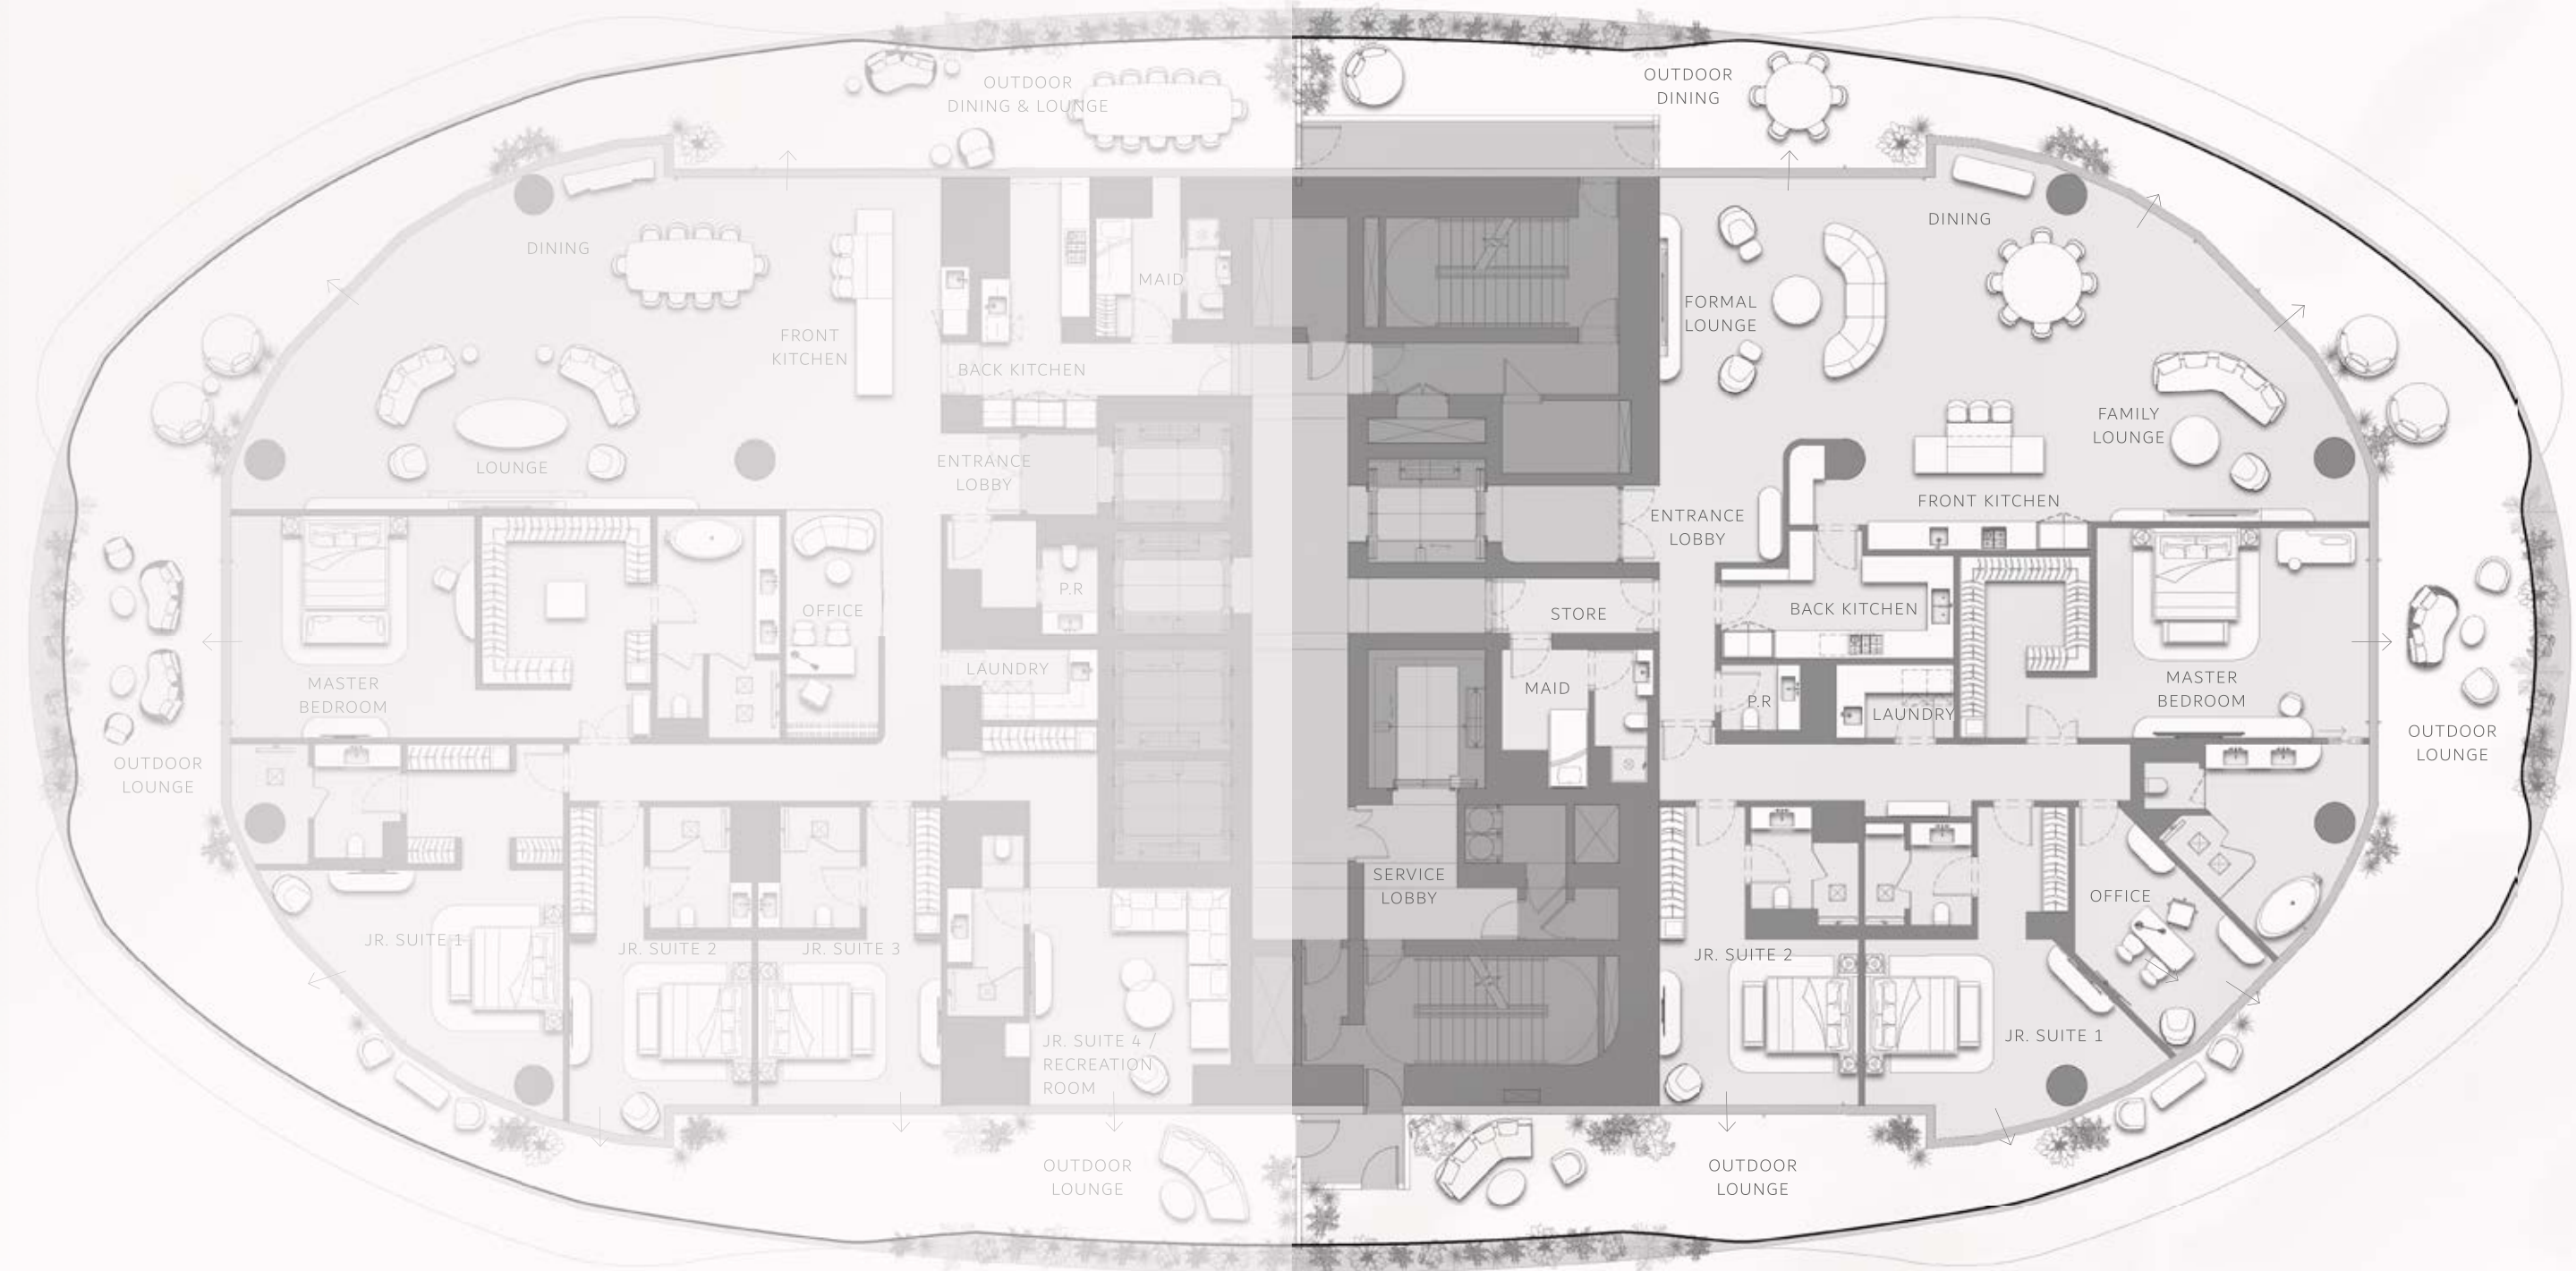 OUTDOOR
DINING & LOUNGE
DINING
MAID
FRONT
KITCHEN
BACK KITCHEN
LOUNGE
ENTRANCE
LOBBY
P.R
OFFICE
LAUNDRY
MASTER
BEDROOM
OUTDOOR
LOUNGE
JR. SUITE 1
JR. SUITE 2
JR. SUITE 3
JR. SUITE 4 /
RECREATION
ROOM
OUTDOOR
LOUNGE
OUTDOOR
DINING
DINING
FORMAL
LOUNGE
FAMILY
LOUNGE
FRONT KITCHEN
ENTRANCE
LOBBY
STORE
BACK KITCHEN
MAID
P.R
LAUNDRY
MASTER
BEDROOM
OUTDOOR
LOUNGE
SERVICE
LOBBY
OFFICE
JR. SUITE 2
JR. SUITE 1
OUTDOOR
LOUNGE